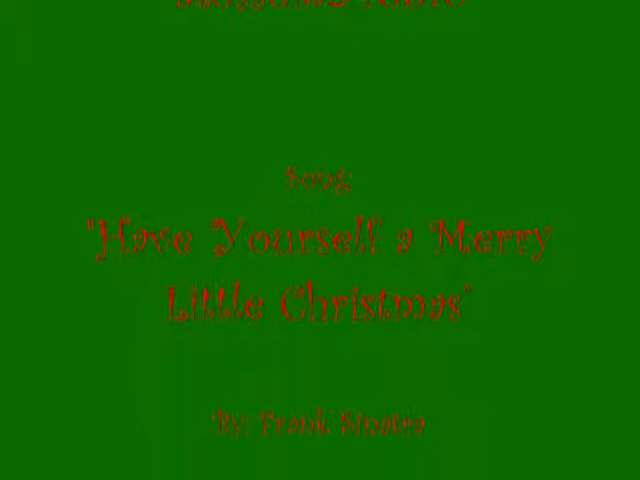 Song:
"Have Yourself a Merry
Little Christmas"
By: Frank Sinatra